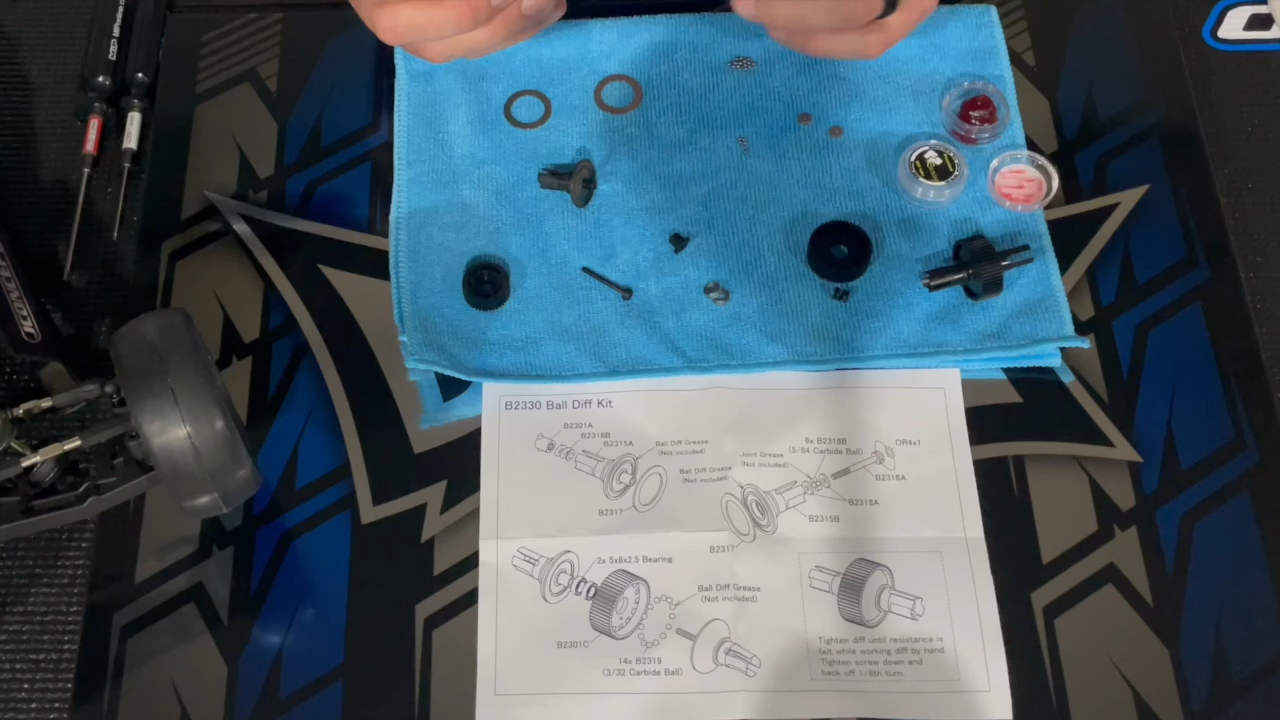 B2330 Ball Diff Kit
B2301A
B2316B
B2315A
Ball Diff Grease
(Not included)
B2317
Ball Diff Grease
(Not included)
Joint Grease
(Not included)
6x B2318B
(5/64 Carbide Ball)
OR4x1
B2316A
B2318A
B2315B
B2317
2x 5x8x2.5 Bearing
Ball Diff Grease
(Not included)
B2301C
14x B2319
(3/32 Carbide Ball)
Tighten diff until resistance is
felt while working diff by hand.
Tighten screw down and
back off 1/8th turn.